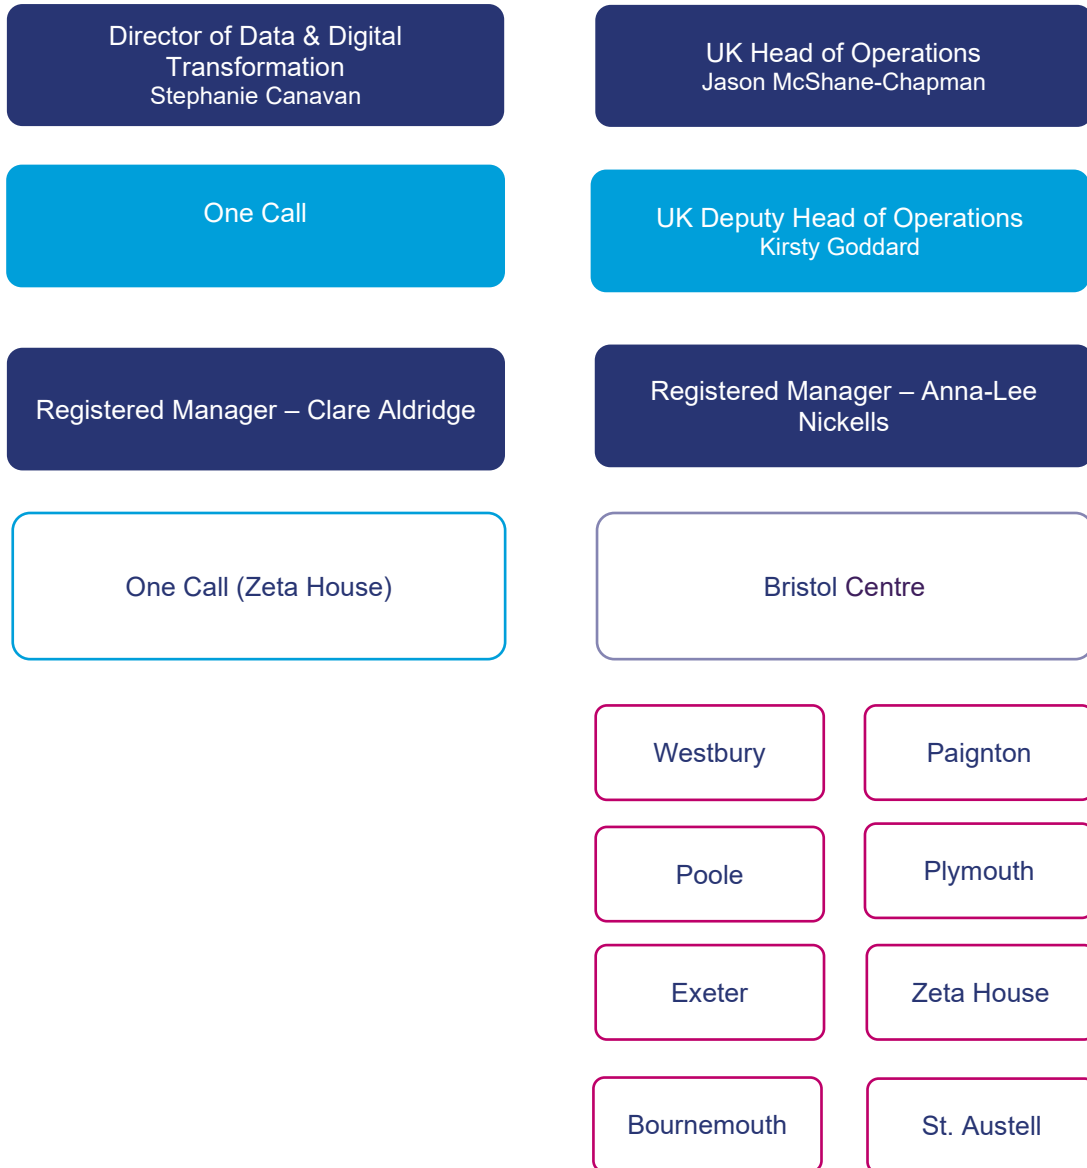 Director of Data & Digital
Transformation
Stephanie Canavan
UK Head of Operations
Jason McShane-Chapman
One Call
UK Deputy Head of Operations
Kirsty Goddard
Registered Manager – Clare Aldridge
Registered Manager – Anna-Lee
Nickells
One Call (Zeta House)
Bristol Centre
Westbury
Paignton
Poole
Plymouth
Exeter
Zeta House
Bournemouth
St. Austell